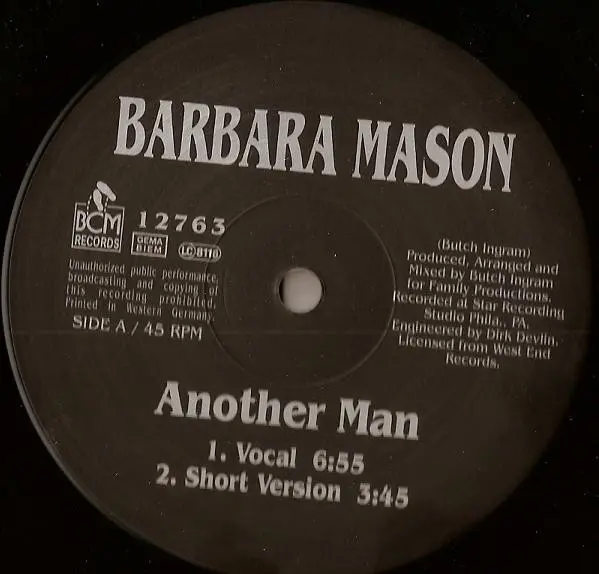 BARBARA MASON
BCM
RECORDS
12763
GEMA
BIEM
LC 8110
Unauthorized public performance,
broadcasting and copying of
this recording prohibited.
Printed in Western Germany.
SIDE A / 45 RPM
(Butch Ingram)
Produced, Arranged and
Mixed by Butch Ingram
for Family Productions.
Recorded at Star Recording
Studio Phila., PA.
Engineered by Dirk Devlin.
Licensed from West End
Records.
Another Man
1. Vocal 6:55
2. Short Version 3:45